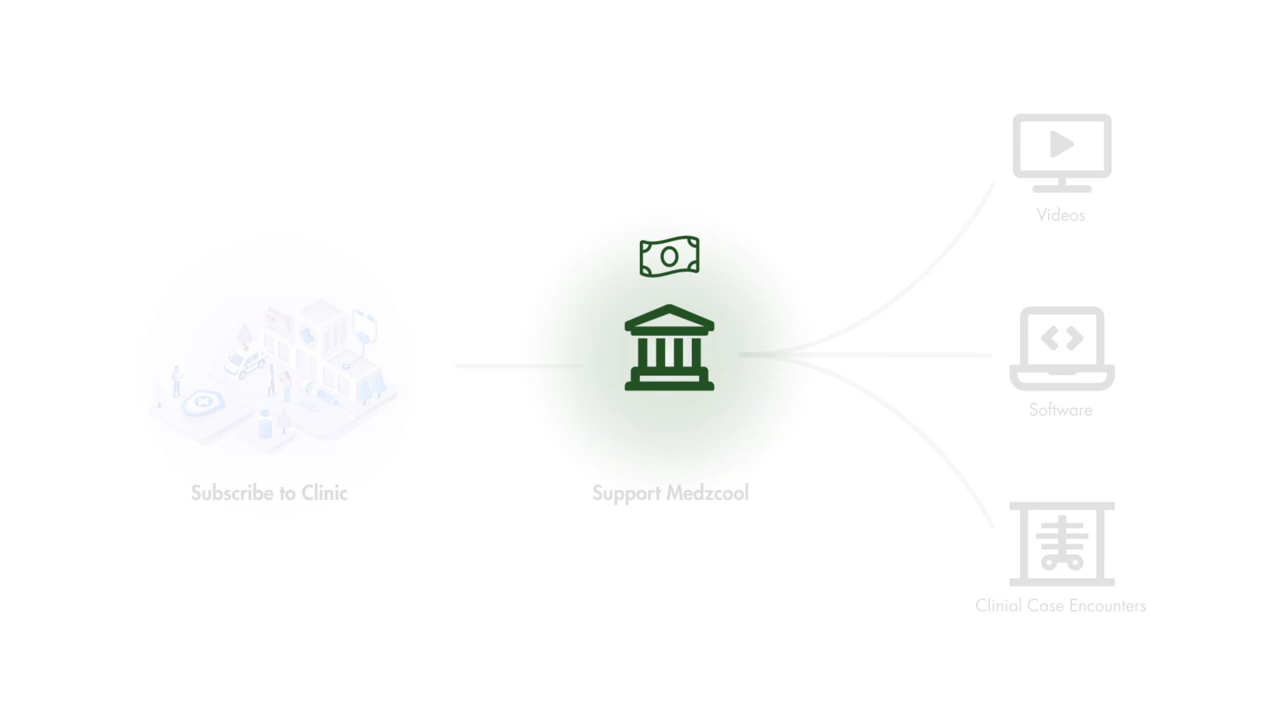 Videos
Software
Subscribe to Clinic
Support Medzcool
Clinial Case Encounters